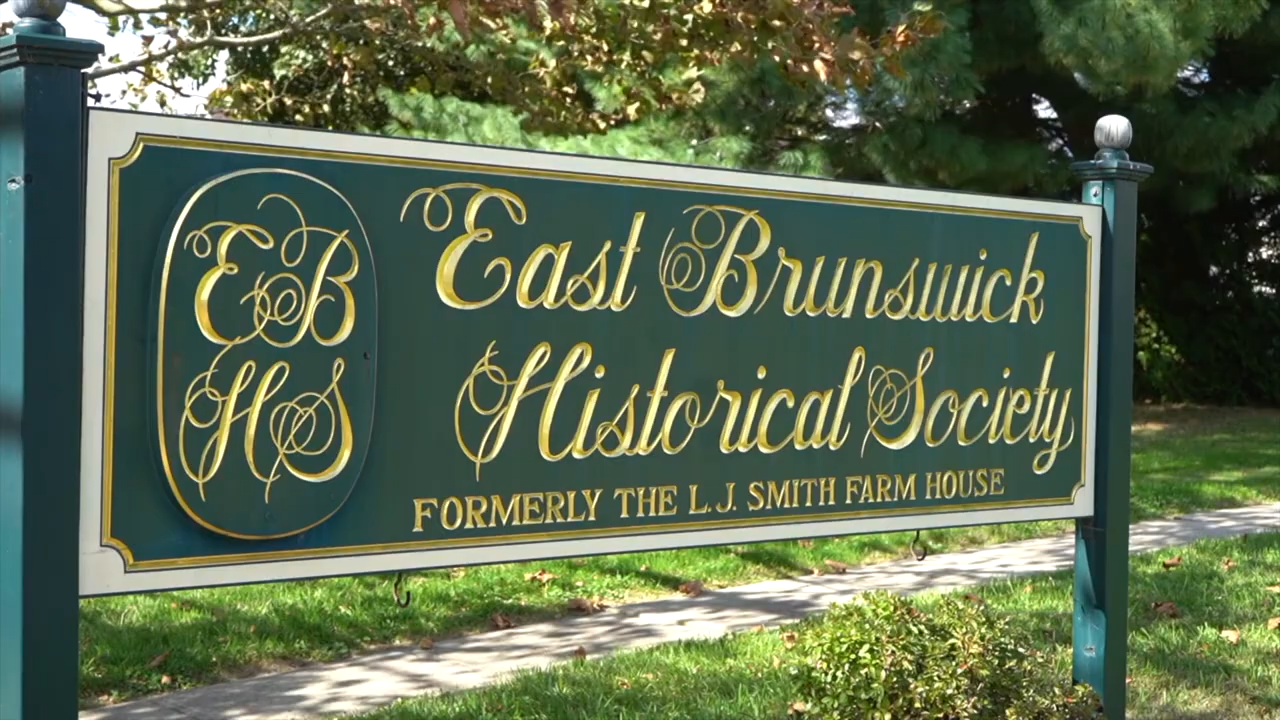 EB
HS
East Brunswick
Historical Society
FORMERLY THE L.J. SMITH FARM HOUSE